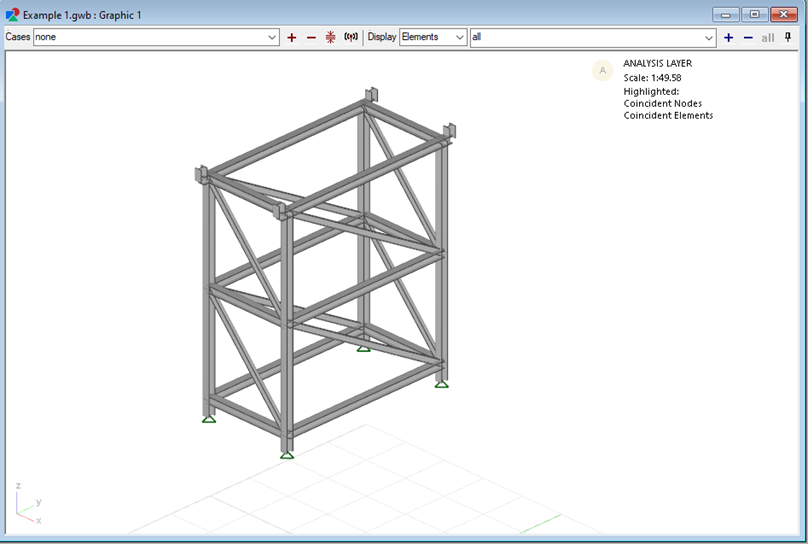 Example 1.gwb : Graphic 1
Cases none Display Elements all all
A ANALYSIS LAYER
Scale: 1:49.58
Highlighted:
Coincident Nodes
Coincident Elements
z
y
x